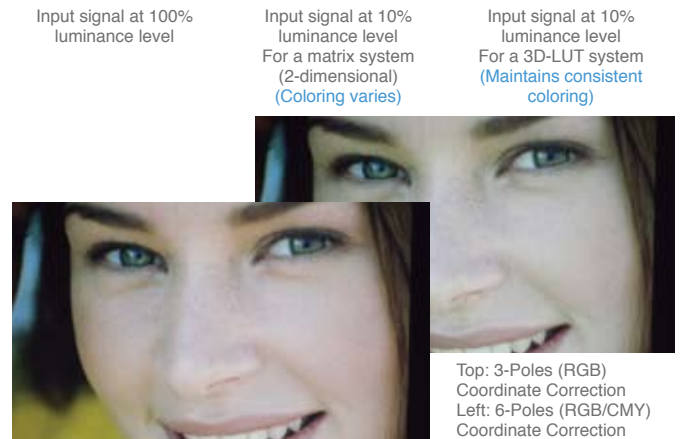 Input signal at 100%
luminance level
Input signal at 10%
luminance level
For a matrix system
(2-dimensional)
(Coloring varies)
Input signal at 10%
luminance level
For a 3D-LUT system
(Maintains consistent
coloring)
Top: 3-Poles (RGB)
Coordinate Correction
Left: 6-Poles (RGB/CMY)
Coordinate Correction